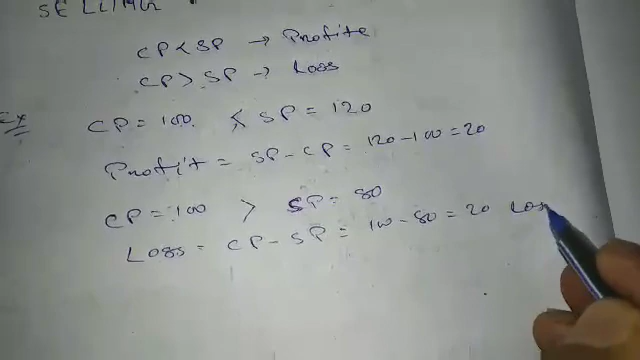 CP < SP → Profite
CP > SP → Loss
Ex
CP = 100 < SP = 120
Profit = SP - CP = 120 - 100 = 20
CP = 100 > SP = 80
Loss = CP - SP = 100 - 80 = 20 Los